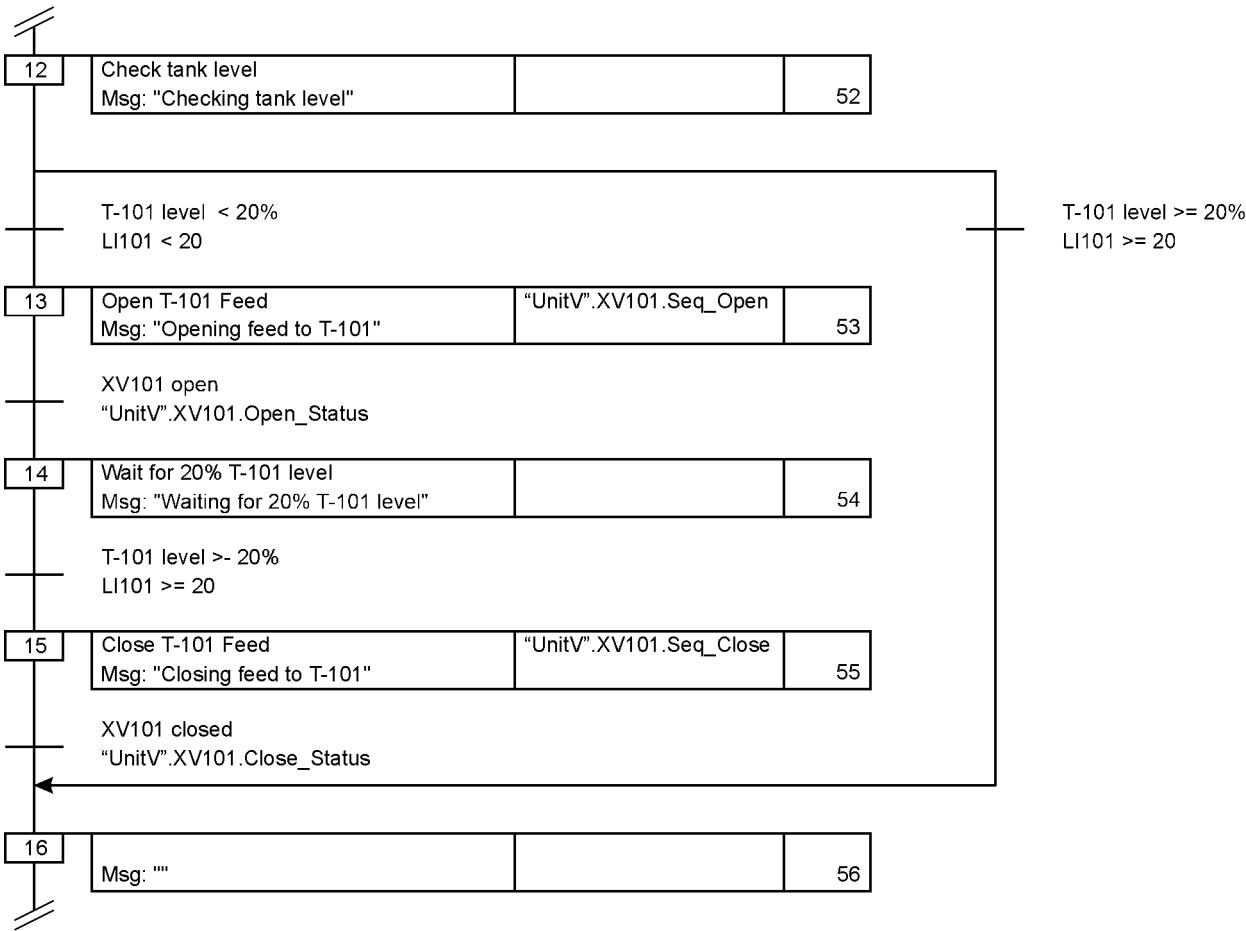 12
Check tank level
Msg: "Checking tank level"
52
T-101 level < 20%
LI101 < 20
T-101 level >= 20%
LI101 >= 20
13
Open T-101 Feed
Msg: "Opening feed to T-101"
“UnitV”.XV101.Seq_Open
53
XV101 open
“UnitV”.XV101.Open_Status
14
Wait for 20% T-101 level
Msg: "Waiting for 20% T-101 level"
54
T-101 level >- 20%
LI101 >= 20
15
Close T-101 Feed
Msg: "Closing feed to T-101"
“UnitV”.XV101.Seq_Close
55
XV101 closed
“UnitV”.XV101.Close_Status
16
Msg: ""
56